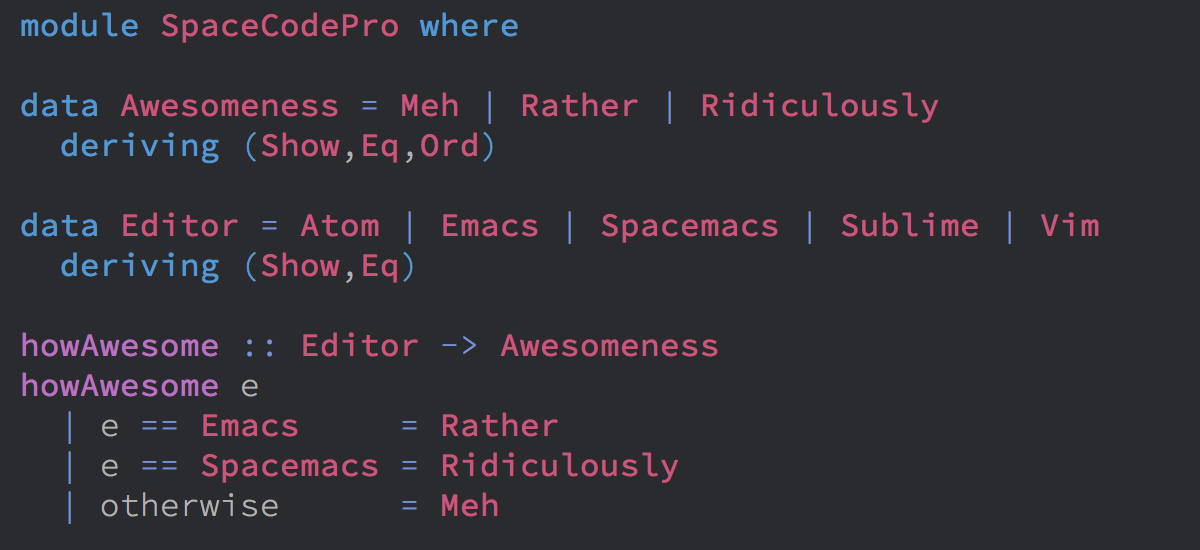 module SpaceCodePro where
data Awesomeness = Meh | Rather | Ridiculously
  deriving (Show,Eq,Ord)
data Editor = Atom | Emacs | Spacemacs | Sublime | Vim
  deriving (Show,Eq)
howAwesome :: Editor -> Awesomeness
howAwesome e
  | e == Emacs     = Rather
  | e == Spacemacs = Ridiculously
  | otherwise      = Meh